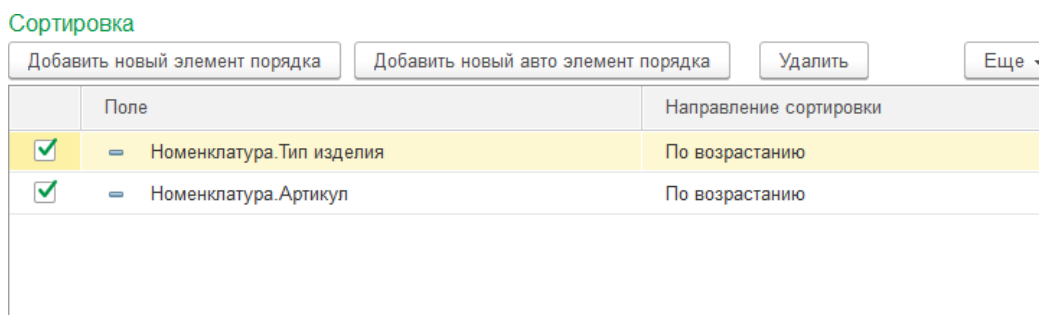 Сортировка
Добавить новый элемент порядка Добавить новый авто элемент порядка Удалить Еще
Поле Направление сортировки
Номенклатура.Тип изделия По возрастанию
Номенклатура.Артикул По возрастанию